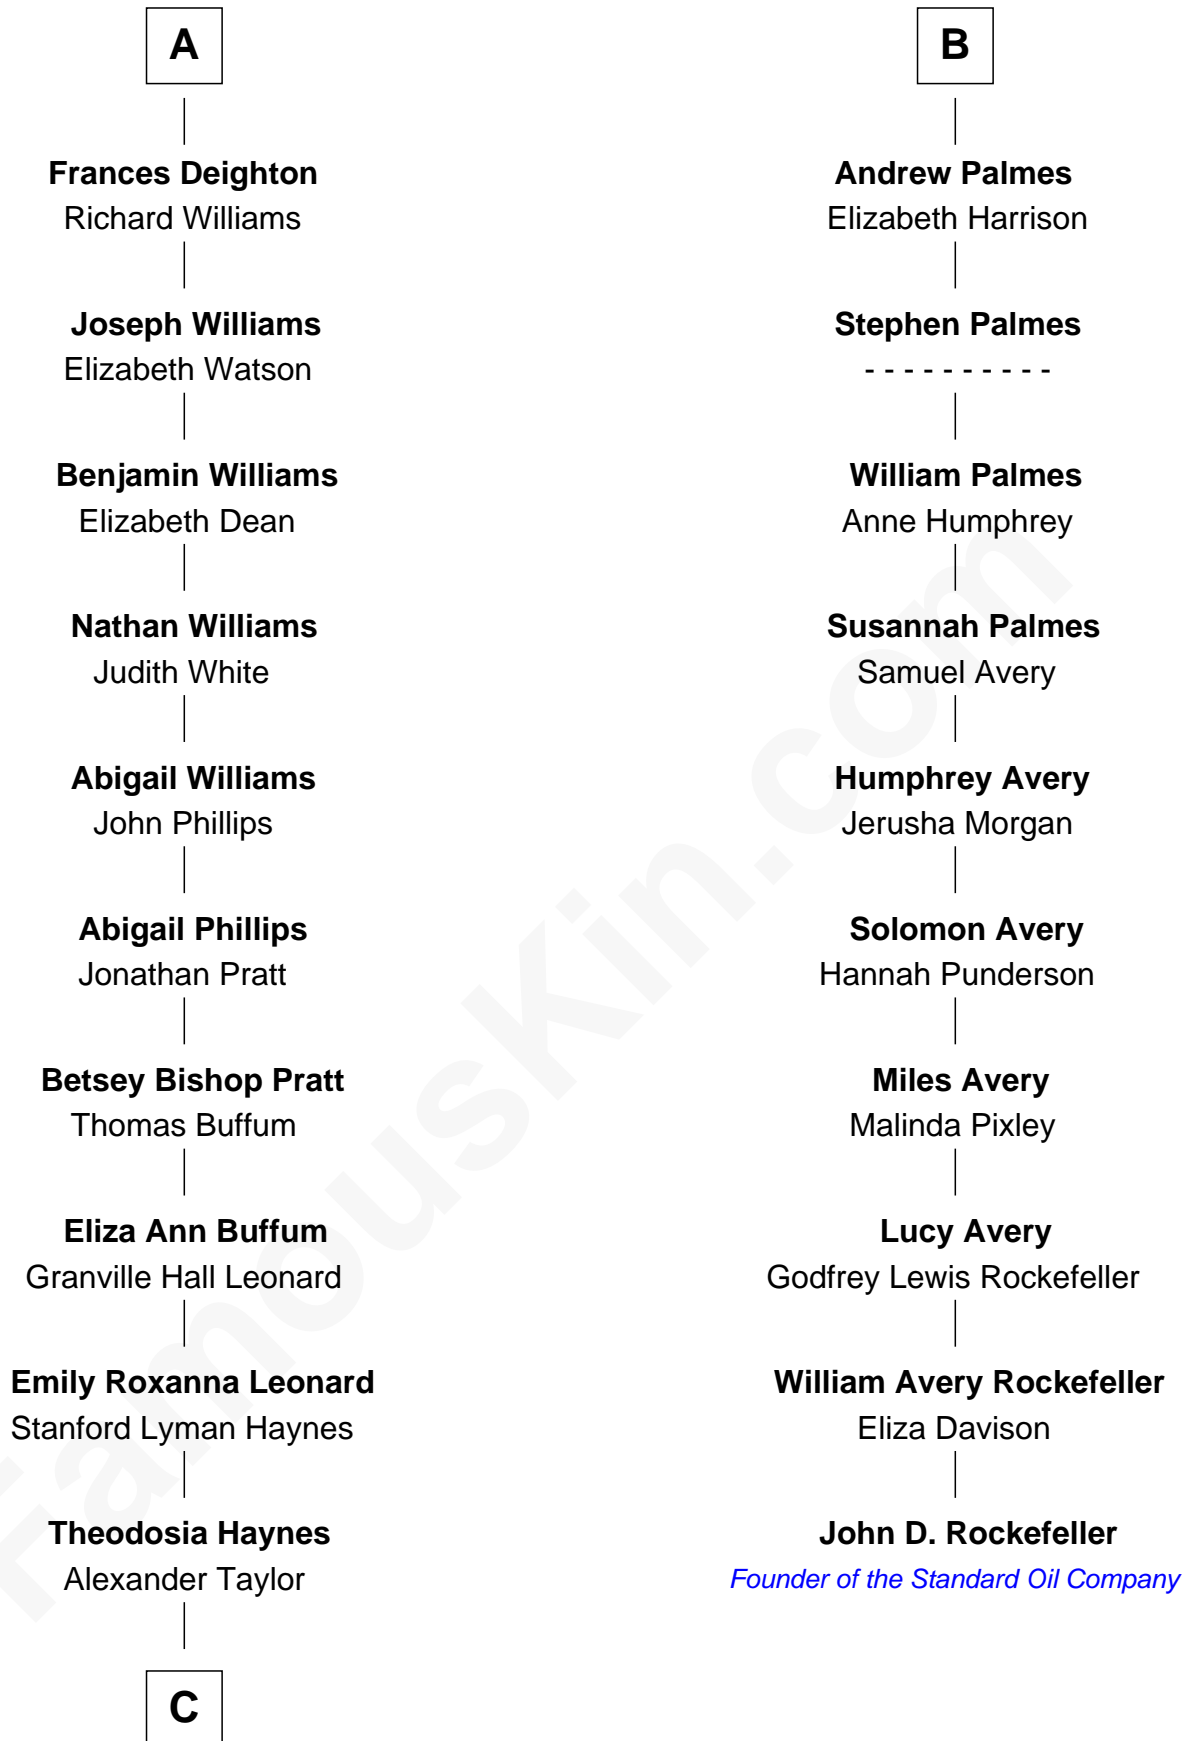 A
Frances Deighton
Richard Williams
Joseph Williams
Elizabeth Watson
Benjamin Williams
Elizabeth Dean
Nathan Williams
Judith White
Abigail Williams
John Phillips
Abigail Phillips
Jonathan Pratt
Betsey Bishop Pratt
Thomas Buffum
Eliza Ann Buffum
Granville Hall Leonard
Emily Roxanna Leonard
Stanford Lyman Haynes
Theodosia Haynes
Alexander Taylor
C
B
Andrew Palmes
Elizabeth Harrison
Stephen Palmes
- - - - - - - - - -
William Palmes
Anne Humphrey
Susannah Palmes
Samuel Avery
Humphrey Avery
Jerusha Morgan
Solomon Avery
Hannah Punderson
Miles Avery
Malinda Pixley
Lucy Avery
Godfrey Lewis Rockefeller
William Avery Rockefeller
Eliza Davison
John D. Rockefeller
Founder of the Standard Oil Company
FamousKin.com